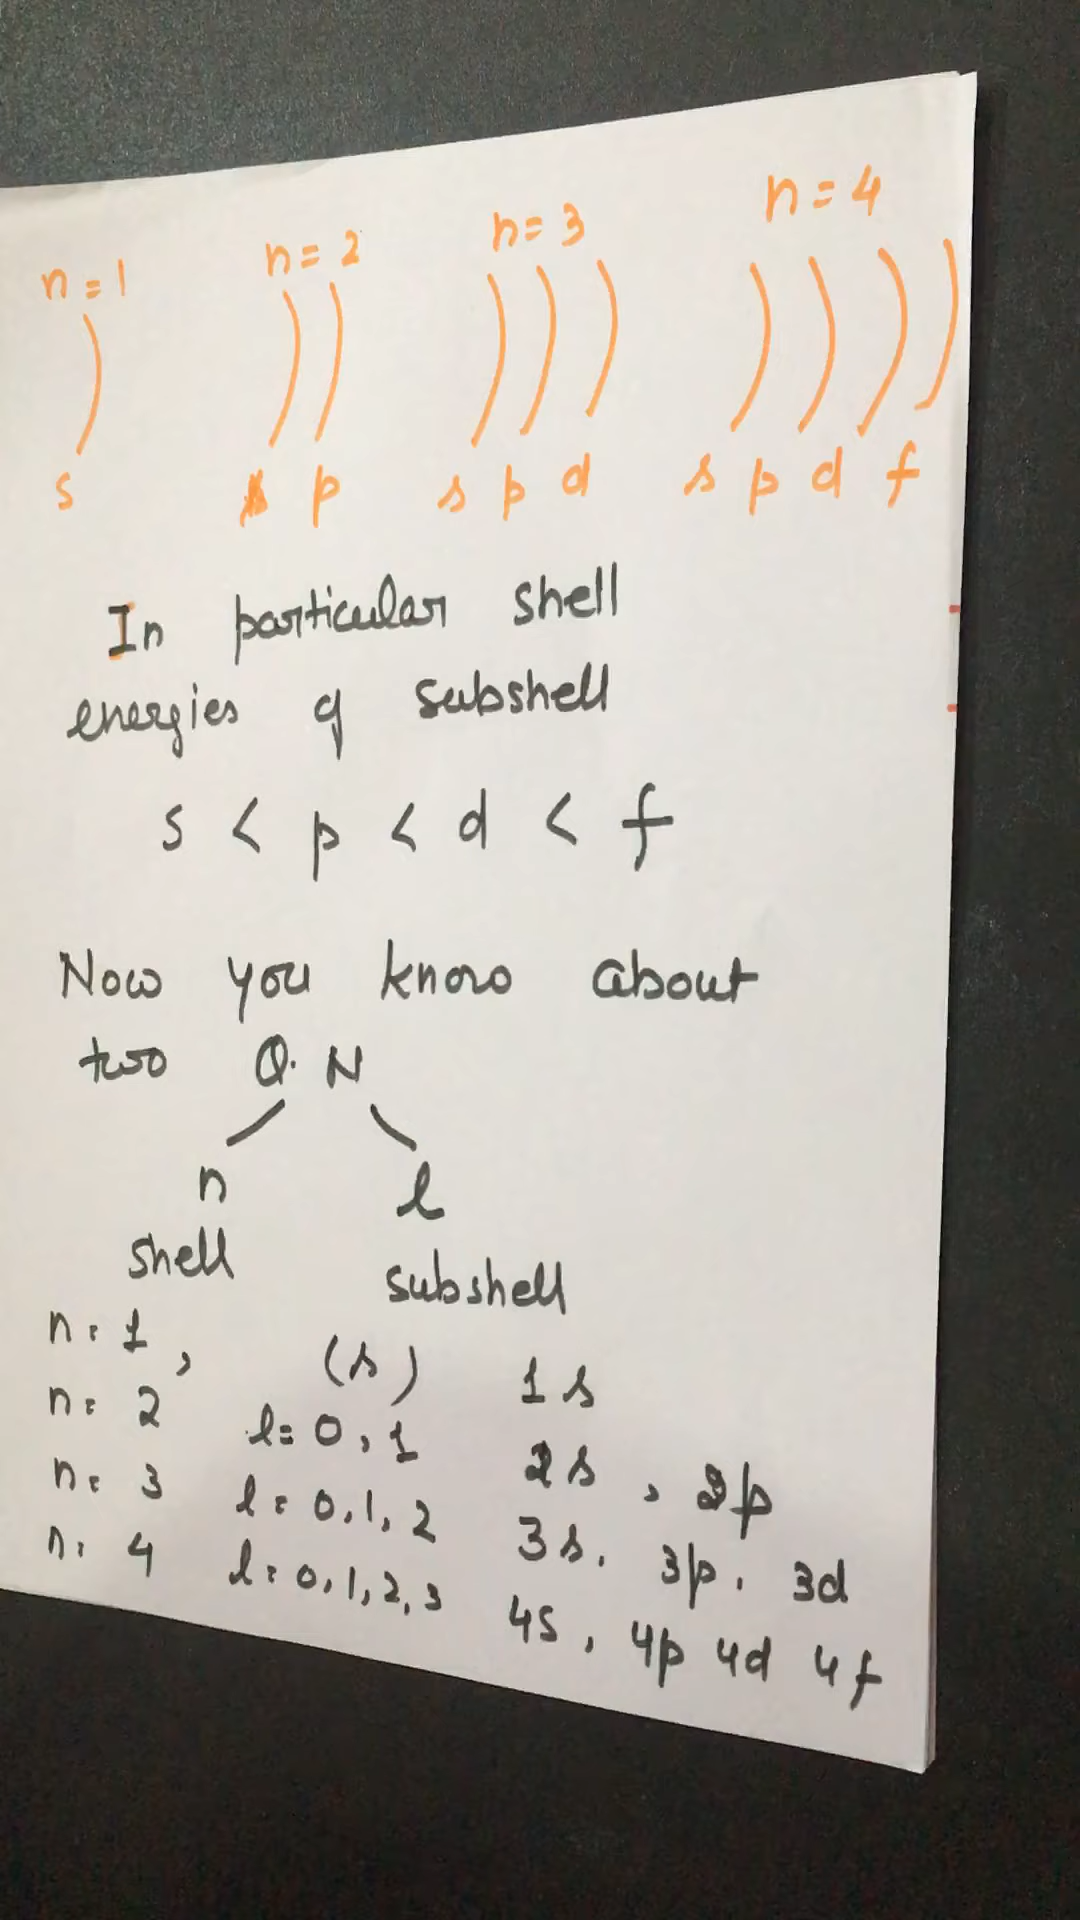 n = 1 n = 2 n = 3 n = 4
s s p s p d s p d f
In particular shell
energies of subshell
s < p < d < f
Now you know about
two Q. N
n l
shell subshell
n = 1, (s) 1s
n = 2 l = 0, 1 2s, 2p
n = 3 l = 0, 1, 2 3s, 3p, 3d
n = 4 l = 0, 1, 2, 3 4s, 4p 4d 4f